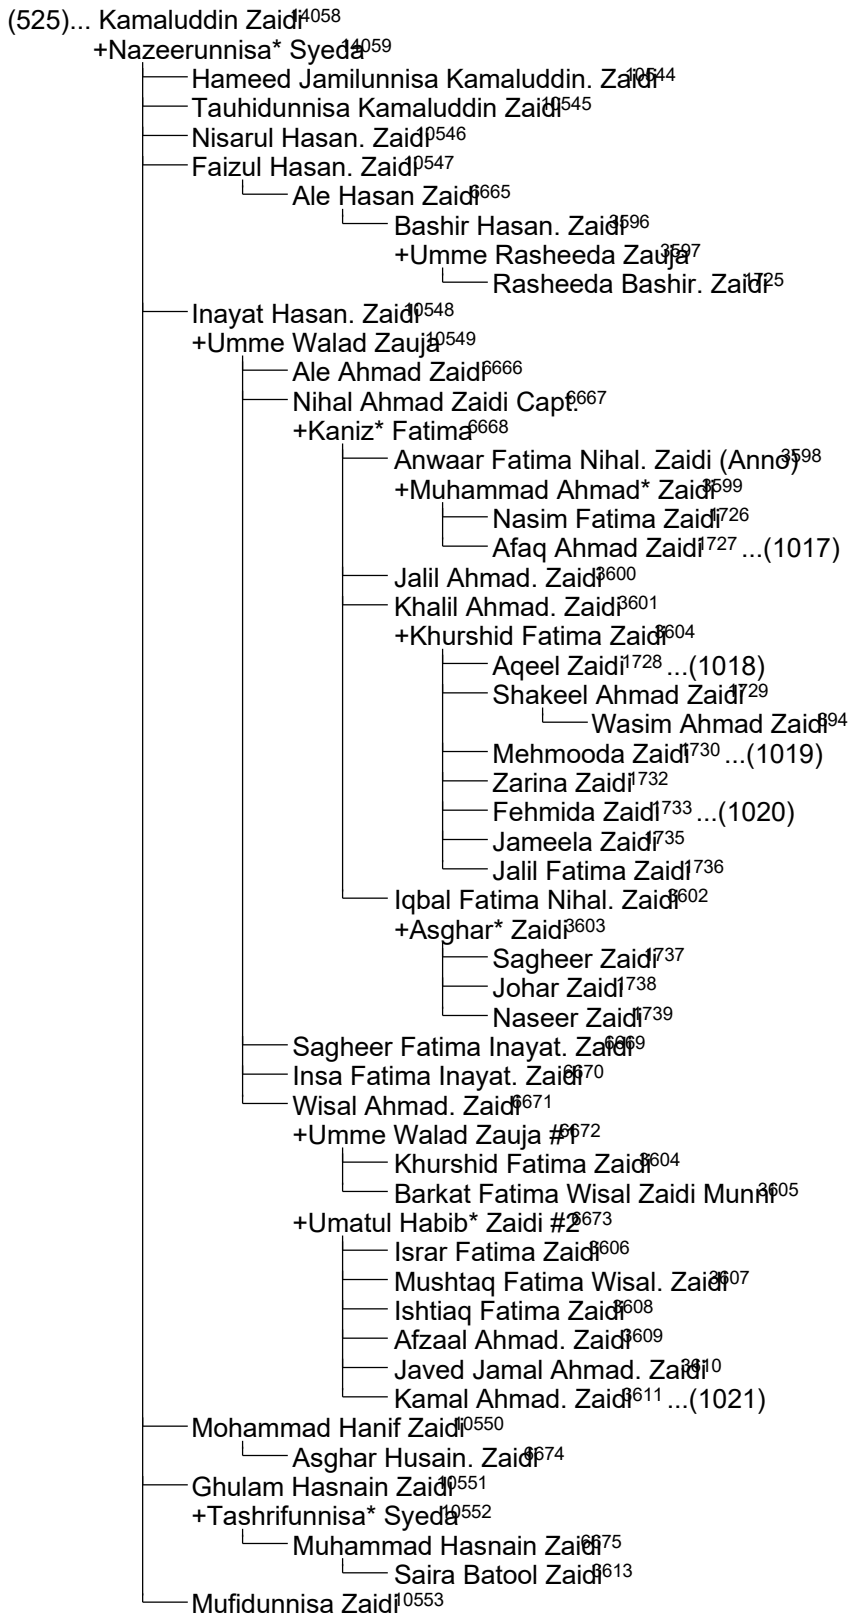 (525)... Kamaluddin Zaidi14058
+Nazeerunnisa* Syeda14059
Hameed Jamilunnisa Kamaluddin. Zaidi10544
Tauhidunnisa Kamaluddin Zaidi10545
Nisarul Hasan. Zaidi10546
Faizul Hasan. Zaidi10547
Ale Hasan Zaidi6665
Bashir Hasan. Zaidi3596
+Umme Rasheeda Zauja3597
Rasheeda Bashir. Zaidi1725
Inayat Hasan. Zaidi10548
+Umme Walad Zauja10549
Ale Ahmad Zaidi6666
Nihal Ahmad Zaidi Capt.6667
+Kaniz* Fatima6668
Anwaar Fatima Nihal. Zaidi (Anno)3598
+Muhammad Ahmad* Zaidi3599
Nasim Fatima Zaidi1726
Afaq Ahmad Zaidi1727 ...(1017)
Jalil Ahmad. Zaidi3600
Khalil Ahmad. Zaidi3601
+Khurshid Fatima Zaidi3604
Aqeel Zaidi1728 ...(1018)
Shakeel Ahmad Zaidi1729
Wasim Ahmad Zaidi894
Mehmooda Zaidi1730 ...(1019)
Zarina Zaidi1732
Fehmida Zaidi1733 ...(1020)
Jameela Zaidi1735
Jalil Fatima Zaidi1736
Iqbal Fatima Nihal. Zaidi3602
+Asghar* Zaidi3603
Sagheer Zaidi1737
Johar Zaidi1738
Naseer Zaidi1739
Sagheer Fatima Inayat. Zaidi6669
Insa Fatima Inayat. Zaidi6670
Wisal Ahmad. Zaidi6671
+Umme Walad Zauja #16672
Khurshid Fatima Zaidi3604
Barkat Fatima Wisal Zaidi Munni3605
+Umatul Habib* Zaidi #26673
Israr Fatima Zaidi3606
Mushtaq Fatima Wisal. Zaidi3607
Ishtiaq Fatima Zaidi3608
Afzaal Ahmad. Zaidi3609
Javed Jamal Ahmad. Zaidi3610
Kamal Ahmad. Zaidi3611 ...(1021)
Mohammad Hanif Zaidi10550
Asghar Husain. Zaidi6674
Ghulam Hasnain Zaidi10551
+Tashrifunnisa* Syeda10552
Muhammad Hasnain Zaidi6675
Saira Batool Zaidi3613
Mufidunnisa Zaidi10553